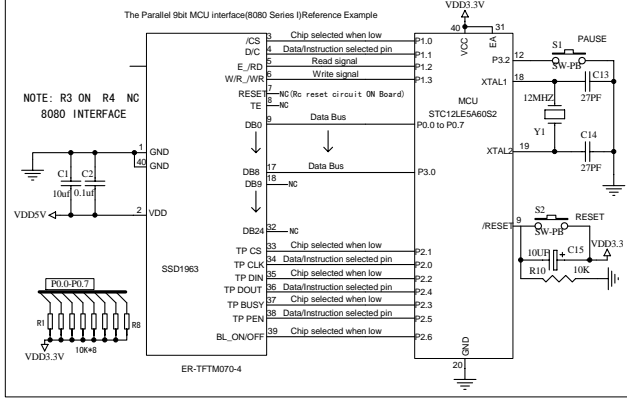 The Parallel 9bit MCU interface(8080 Series I)Reference Example
VDD3.3V
40
31
VCC
EA
/CS
3
Chip selected when low
P1.0
D/C
4
Data/Instruction selected pin
P1.1
E_/RD
5
Read signal
P1.2
W/R_/WR
6
Write signal
P1.3
RESET
7
NC(Rc reset circuit ON Board)
TE
8
NC
DB0
9
Data Bus
P0.0 to P0.7
DB8
17
Data Bus
P3.0
DB9
18
NC
DB24
32
NC
TP CS
33
Chip selected when low
P2.1
TP CLK
34
Data/Instruction selected pin
P2.0
TP DIN
35
Chip selected when low
P2.2
TP DOUT
36
Data/Instruction selected pin
P2.4
TP BUSY
37
Chip selected when low
P2.3
TP PEN
38
Data/Instruction selected pin
P2.5
BL_ON/OFF
39
Chip selected when low
P2.6
NOTE: R3 ON R4 NC
8080 INTERFACE
1
GND
40
GND
C1
C2
10uf
0.1uf
VDD5V
2
VDD
SSD1963
P0.0-P0.7
R1
R8
10K*8
VDD3.3V
ER-TFTM070-4
MCU
STC12LE5A60S2
P3.2
12
S1
PAUSE
SW-PB
XTAL1
18
C13
27PF
12MHZ
Y1
XTAL2
19
C14
27PF
/RESET
9
S2
RESET
SW-PB
VDD3.3
10UF
+
C15
R10
10K
GND
20